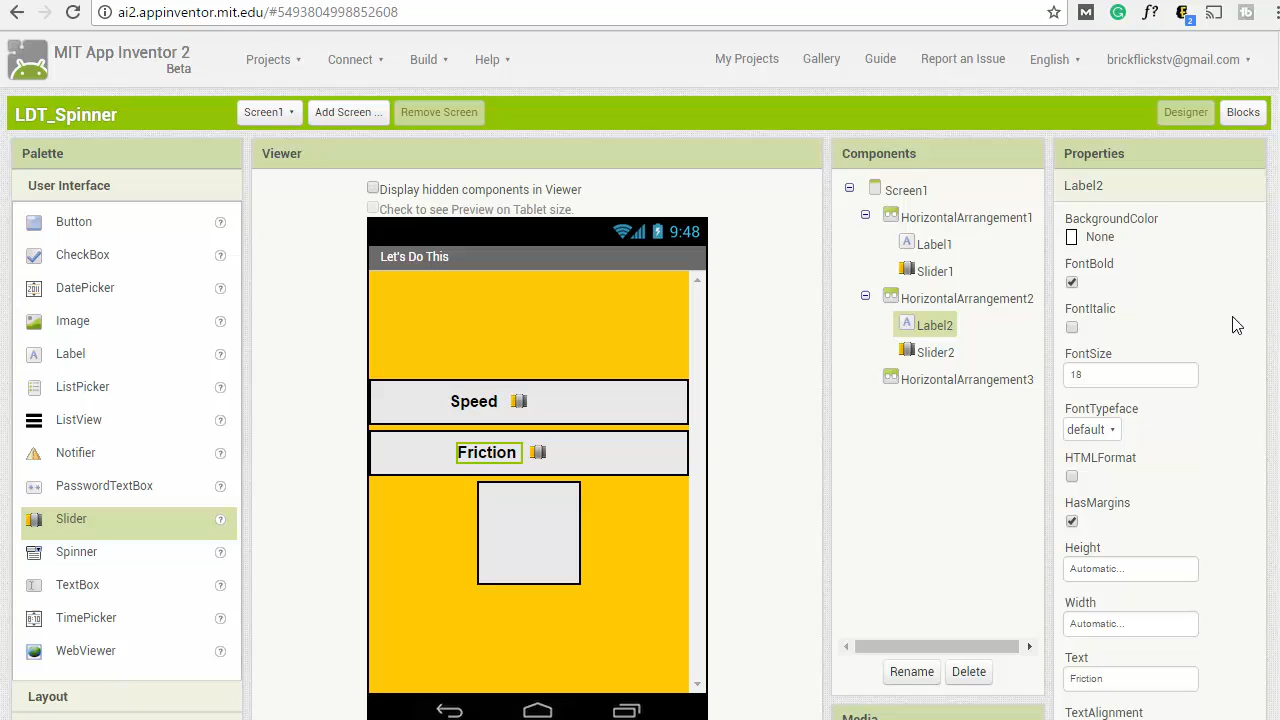 ai2.appinventor.mit.edu/#5493804998852608
MIT App Inventor 2
Beta
Projects Connect Build Help My Projects Gallery Guide Report an Issue English brickflickstv@gmail.com
LDT_Spinner Screen1 Add Screen ... Remove Screen Designer Blocks
Palette
User Interface
Button
CheckBox
DatePicker
Image
Label
ListPicker
ListView
Notifier
PasswordTextBox
Slider
Spinner
TextBox
TimePicker
WebViewer
Layout
Viewer
Display hidden components in Viewer
Check to see Preview on Tablet size.
9:48
Let's Do This
Speed
Friction
Components
Screen1
HorizontalArrangement1
Label1
Slider1
HorizontalArrangement2
Label2
Slider2
HorizontalArrangement3
Rename Delete
Media
Properties
Label2
BackgroundColor
None
FontBold
FontItalic
FontSize
18
FontTypeface
default
HTMLFormat
HasMargins
Height
Automatic...
Width
Automatic...
Text
Friction
TextAlignment